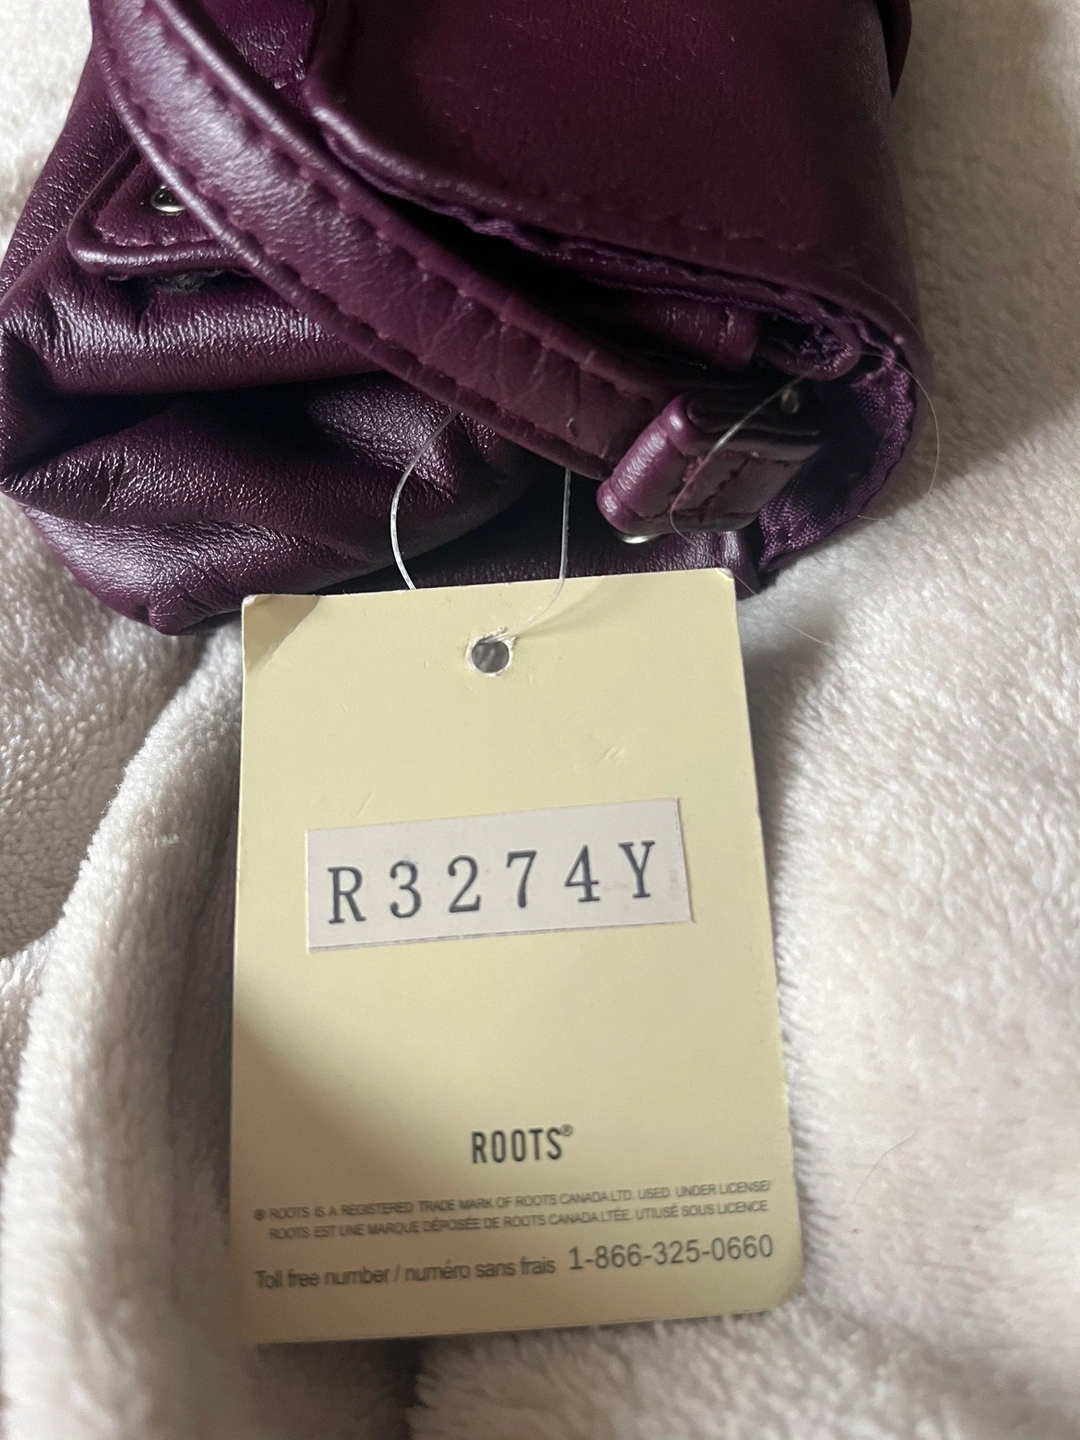 R3274Y
ROOTS®
® ROOTS IS A REGISTERED TRADE MARK OF ROOTS CANADA LTD. USED UNDER LICENSE/
ROOTS EST UNE MARQUE DÉPOSÉE DE ROOTS CANADA LTÉE. UTILISÉ SOUS LICENCE
Toll free number / numéro sans frais 1-866-325-0660